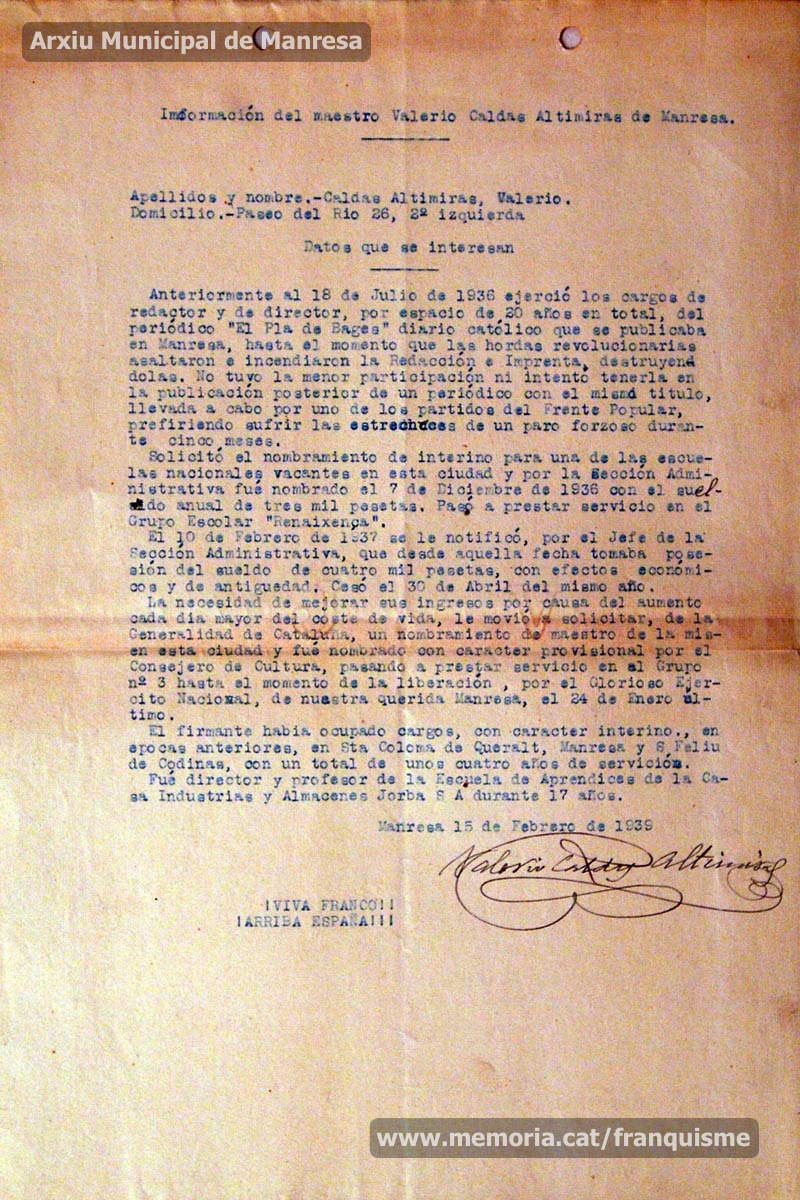 Arxiu Municipal de Manresa
Imformación del maestro Valerio Caldas Altimiras de Manresa.
Apellidos y nombre.-Caldas Altimiras, Valerio.
Domicilio.-Paseo del Rio 26, 2ª izquierda
Datos que se interesan
Anteriormente al 18 de Julio de 1936 ejerció los cargos de
redactor y de director, por espacio de 20 años en total, del
periódico "El Pla de Bages" diario católico que se publicaba
en Manresa, hasta el momento que las hordas revolucionarias
asaltaron e incendiaron la Redacción e Imprenta, destruyen
dolas. No tuvo la menor participación ni intentó tenerla en
la publicación posterior de un periódico con el mismo titulo,
llevada a cabo por uno de los partidos del Frente Popular,
prefiriendo sufrir las estrechuces de un paro forzoso duran-
te cinco meses.
Solicitó el nombramiento de interino para una de las escue-
las nacionales vacantes en esta ciudad y por la Sección Admi-
nistrativa fué nombrado el 7 de Diciembre de 1936 con el suel-
do anual de tres mil pesetas. Pasó a prestar servicio en el
Grupo Escolar "Renaixença".
El 10 de Febrero de 1937 se le notificó, por el Jefe de la
Sección Administrativa, que desde aquella fecha tomaba pose-
sión del sueldo de cuatro mil pesetas, con efectos económi-
cos y de antiguedad. Cesó el 30 de Abril del mismo año.
La necesidad de mejorar sus ingresos por causa del aumento
cada dia mayor del coste de vida, le movió a solicitar, de la
Generalidad de Cataluña, un nombramiento de maestro de la mis-
en esta ciudad y fué nombrado con caracter provisional por el
Consejero de Cultura, pasando a prestar servicio en el Grupo
nº 3 hasta el momento de la liberación , por el Glorioso Ejer-
cito Nacional, de nuestra querida Manresa, el 24 de Enero úl-
timo.
El firmante habia ocupado cargos, con caracter interino., en
epocas anteriores, en Sta Coloma de Queralt, Manresa y S Feliu
de Codinas, con un total de unos cuatro años de servición.
Fué director y profesor de la Escuela de Aprendices de la Ca-
sa Industrias y Almacenes Jorba S A durante 17 años.
Manresa 15 de Febrero de 1939
Valerio Caldas Altimiras
¡VIVA FRANCO!!
¡ARRIBA ESPAÑA!!!
www.memoria.cat/franquisme